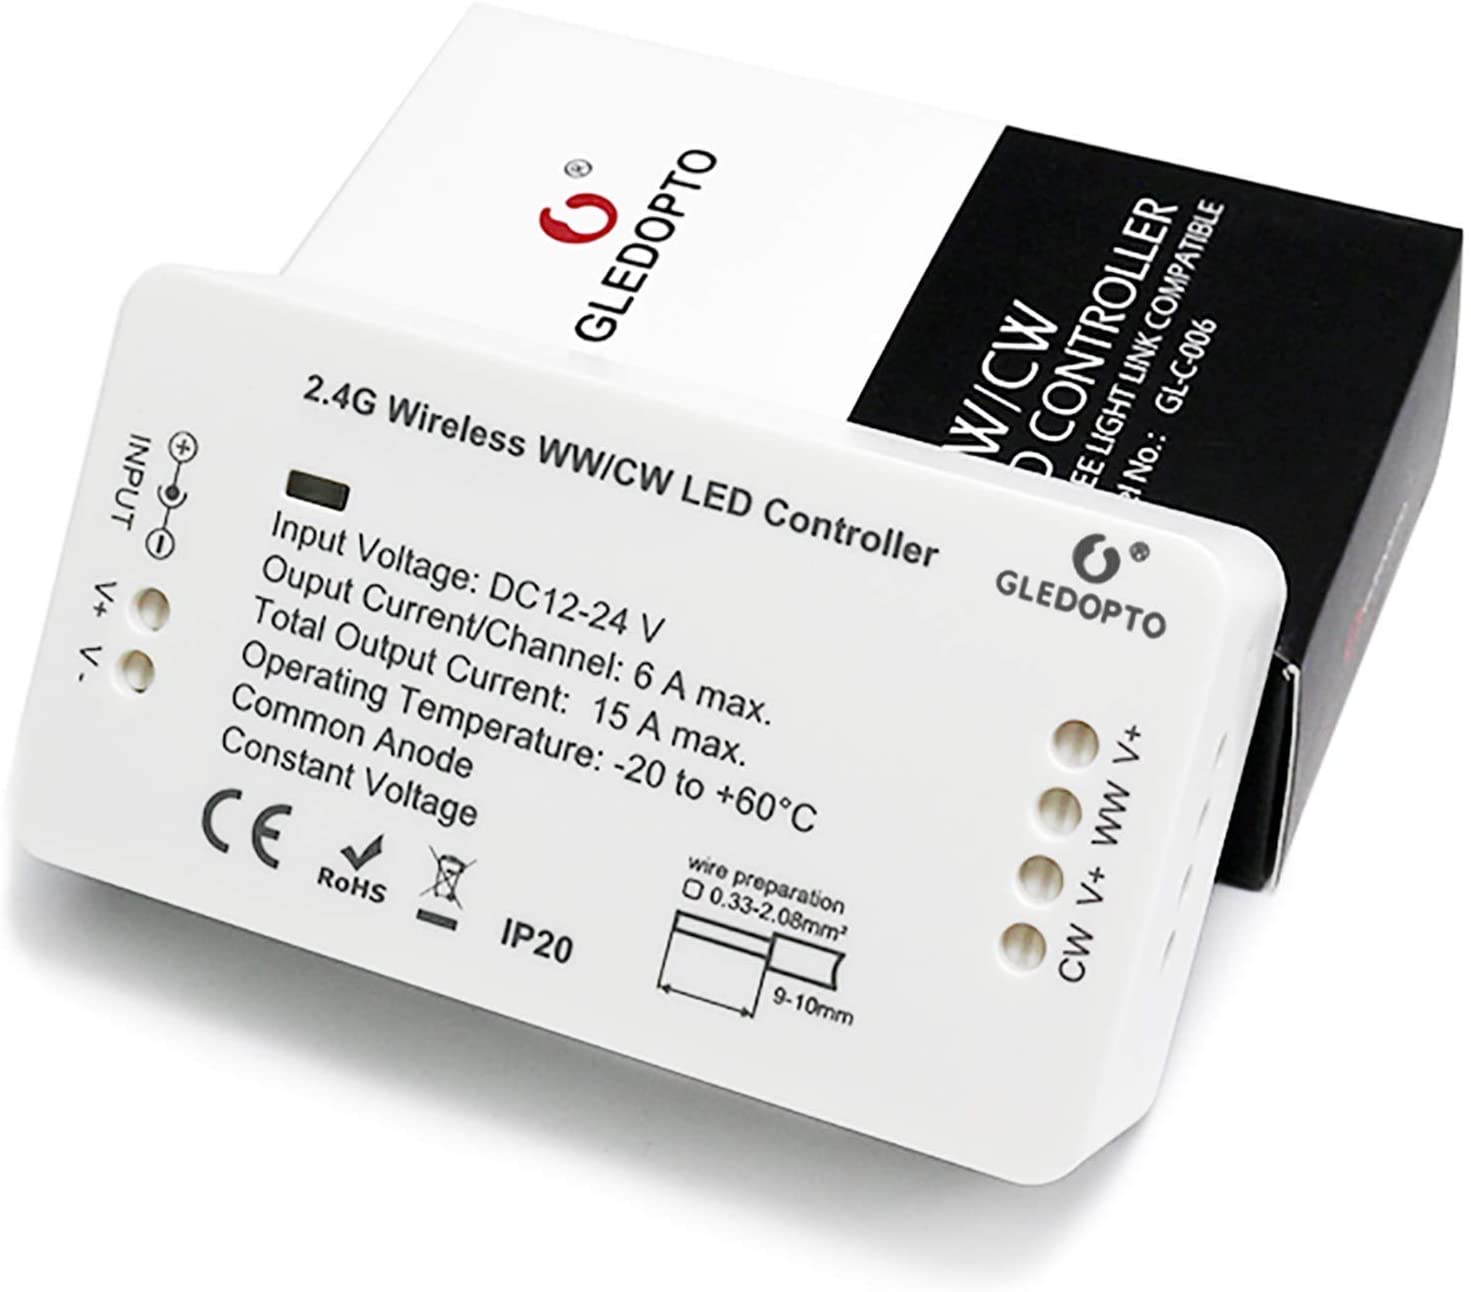 ®
GLEDOPTO
W/CW
CONTROLLER
LIGHT LINK COMPATIBLE
No.: GL-C-006
2.4G Wireless WW/CW LED Controller
Input Voltage: DC12-24 V
Ouput Current/Channel: 6 A max.
Total Output Current: 15 A max.
Operating Temperature: -20 to +60°C
Common Anode
Constant Voltage
CE
RoHS
IP20
wire preparation
0.33-2.08mm²
9-10mm
INPUT
+
-
V+
V-
®
GLEDOPTO
V+
WW
V+
CW